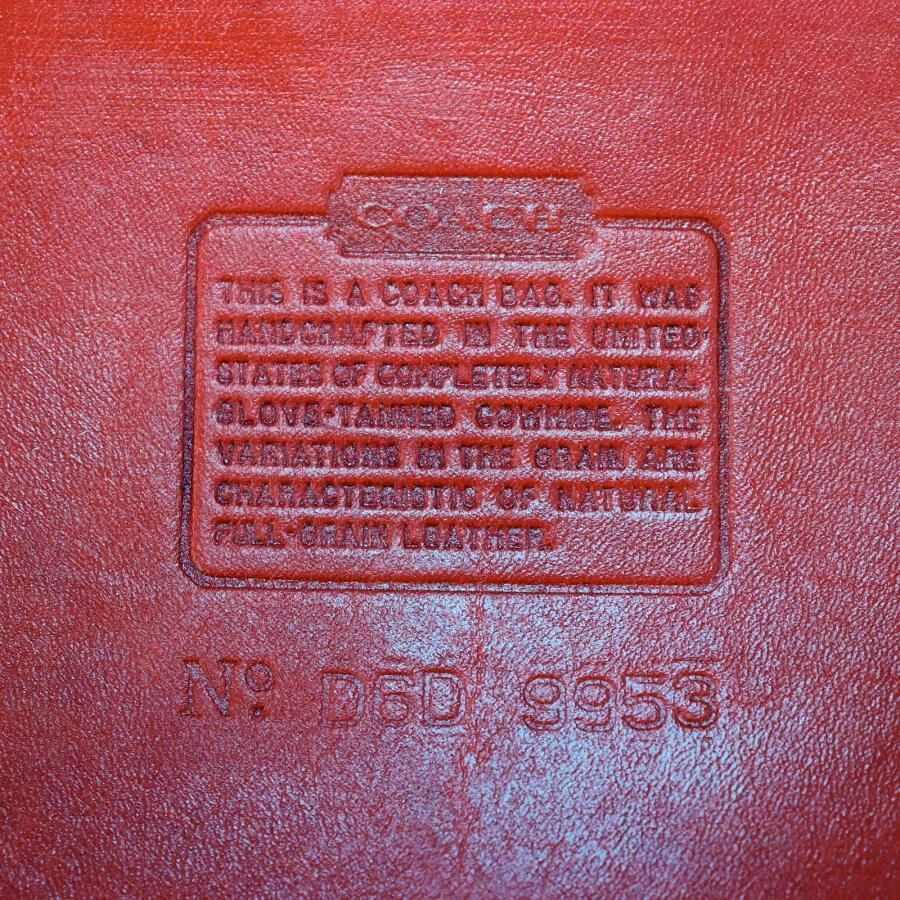 COACH
THIS IS A COACH BAG. IT WAS
HANDCRAFTED IN THE UNITED
STATES OF COMPLETELY NATURAL
GLOVE-TANNED COWHIDE. THE
VARIATIONS IN THE GRAIN ARE
CHARACTERISTIC OF NATURAL
FULL-GRAIN LEATHER.
Nº D6D 9953